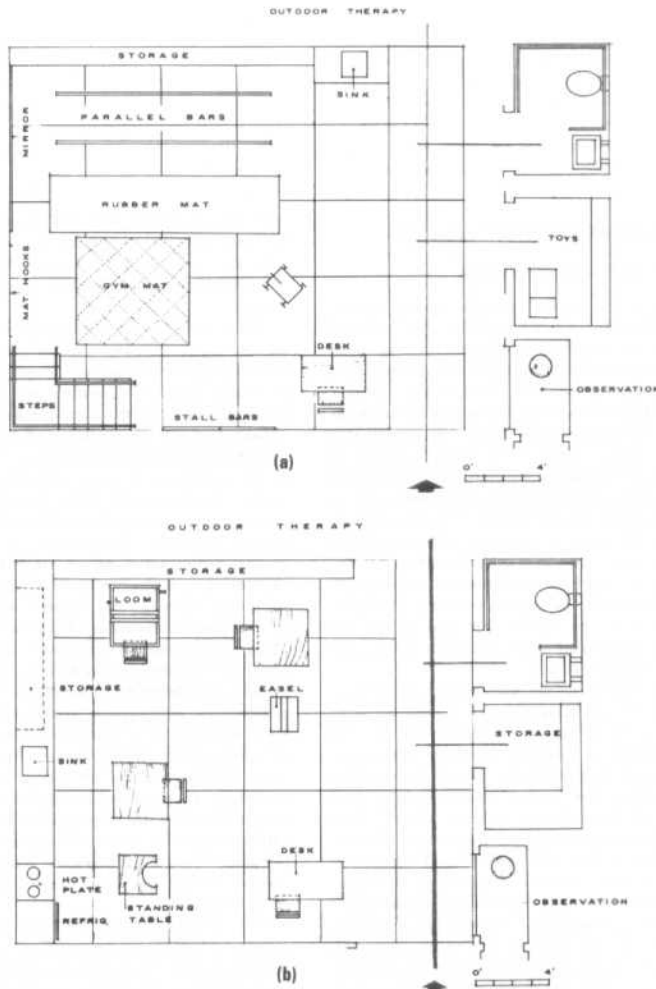 OUTDOOR THERAPY
STORAGE
SINK
MIRROR
PARALLEL BARS
RUBBER MAT
TOYS
MAT HOOKS
GYM MAT
DESK
STEPS
OBSERVATION
STALL BARS
(a)
0' 4'
OUTDOOR THERAPY
STORAGE
LOOM
STORAGE
EASEL
STORAGE
SINK
DESK
HOT
PLATE
STANDING
TABLE
REFRIG.
OBSERVATION
(b)
0' 4'